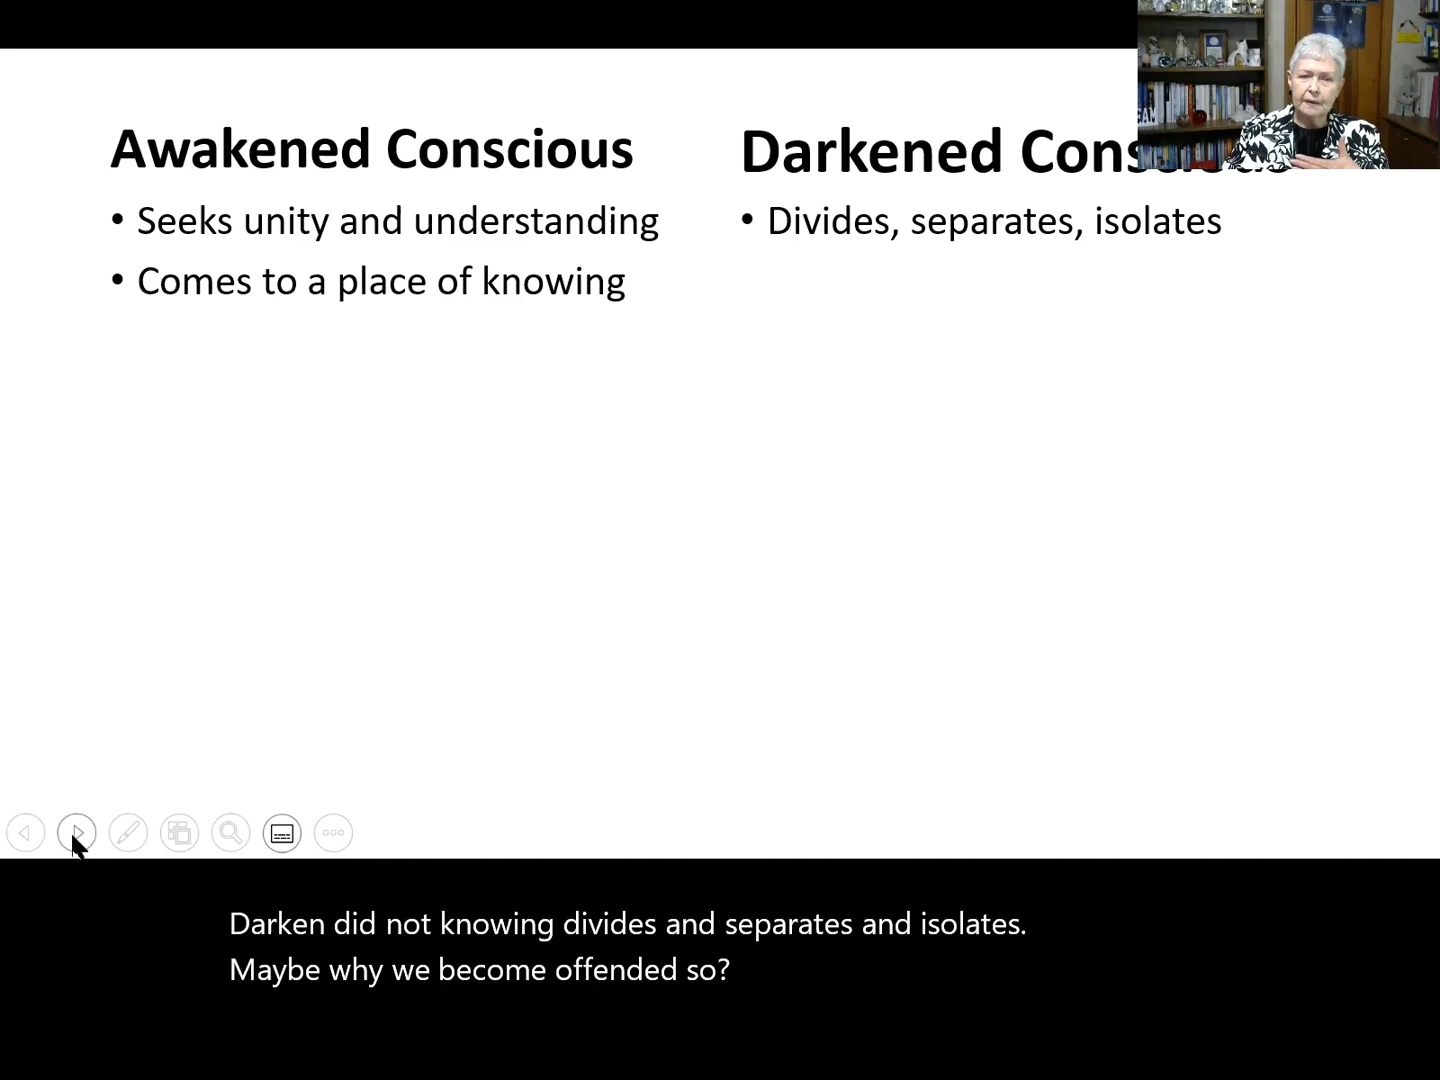 Awakened Conscious
• Seeks unity and understanding
• Comes to a place of knowing
Darkened
• Divides, separates, isolates
Darken did not knowing divides and separates and isolates.
Maybe why we become offended so?